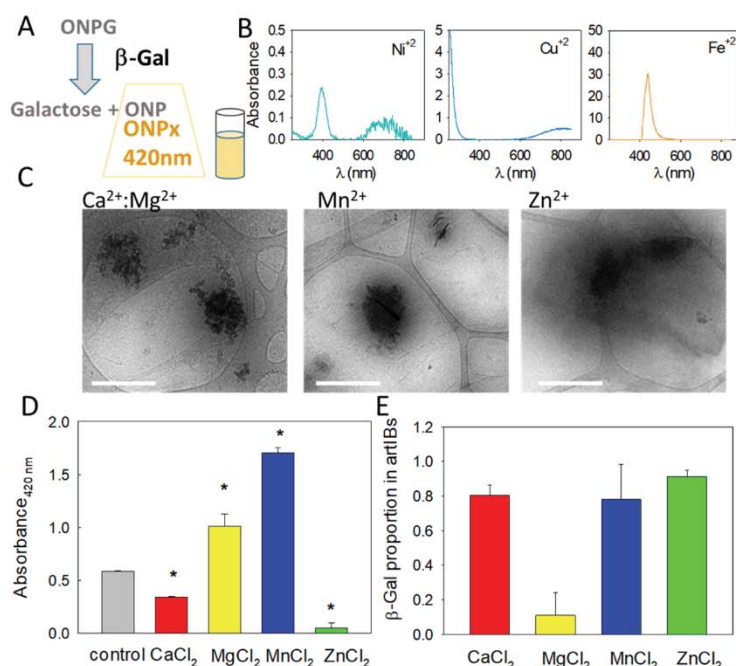 A
ONPG
β-Gal
Galactose + ONP
ONPx
420nm
B
Absorbance
0.5
0.4
0.3
0.2
0.1
0.0
Ni+2
400 600 800
λ (nm)
5
4
3
2
1
0
Cu+2
400 600 800
λ (nm)
50
40
30
20
10
0
Fe+2
400 600 800
λ (nm)
C
Ca2+:Mg2+
Mn2+
Zn2+
D
Absorbance420 nm
2.0
1.5
1.0
0.5
0.0
*
*
*
*
control CaCl2 MgCl2 MnCl2 ZnCl2
E
β-Gal proportion in artIBs
1.2
1.0
0.8
0.6
0.4
0.2
0.0
CaCl2 MgCl2 MnCl2 ZnCl2